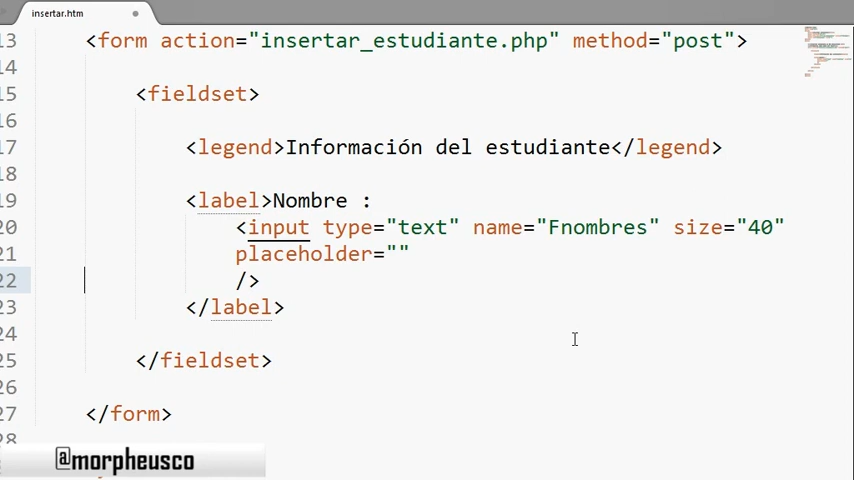 insertar.htm
13 <form action="insertar_estudiante.php" method="post">
14
15 <fieldset>
16
17 <legend>Información del estudiante</legend>
18
19 <label>Nombre :
20 <input type="text" name="Fnombres" size="40"
21 placeholder=""
22 />
23 </label>
24
25 </fieldset>
26
27 </form>
28
@morpheusco